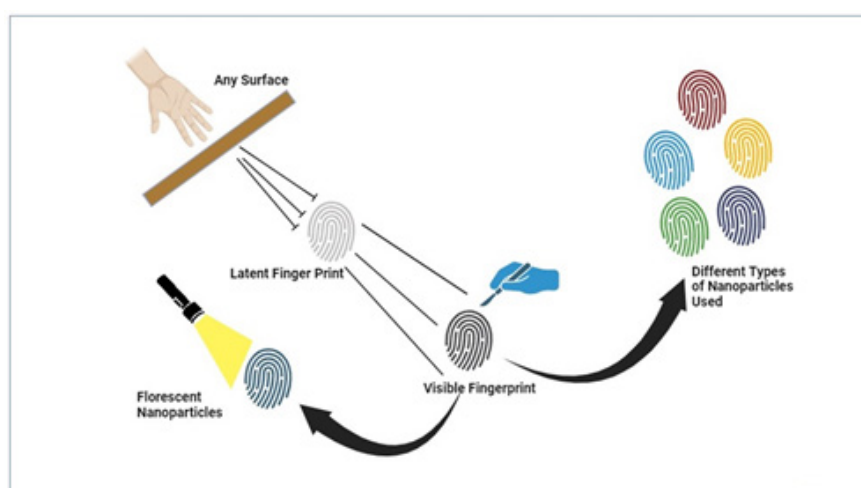 Any Surface
Latent Finger Print
Different Types
of Nanoparticles
Used
Visible Fingerprint
Florescent
Nanoparticles